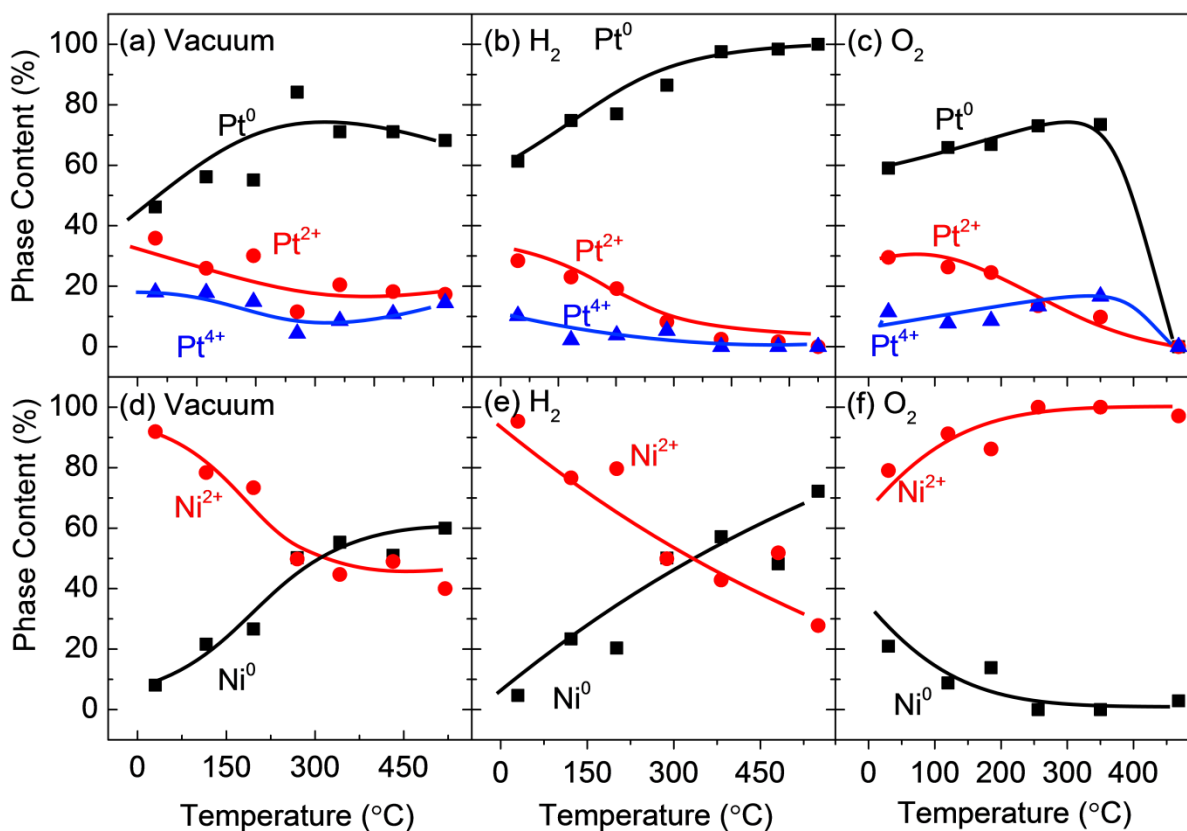 (a) Vacuum
(b) H₂
(c) O₂
Pt⁰
Pt⁰
Pt⁰
Pt²⁺
Pt²⁺
Pt²⁺
Pt⁴⁺
Pt⁴⁺
Pt⁴⁺
100
80
60
40
20
0
Phase Content (%)
(d) Vacuum
(e) H₂
(f) O₂
Ni²⁺
Ni²⁺
Ni²⁺
Ni⁰
Ni⁰
Ni⁰
100
80
60
40
20
0
Phase Content (%)
0 150 300 450
0 150 300 450
0 100 200 300 400
Temperature (°C)
Temperature (°C)
Temperature (°C)